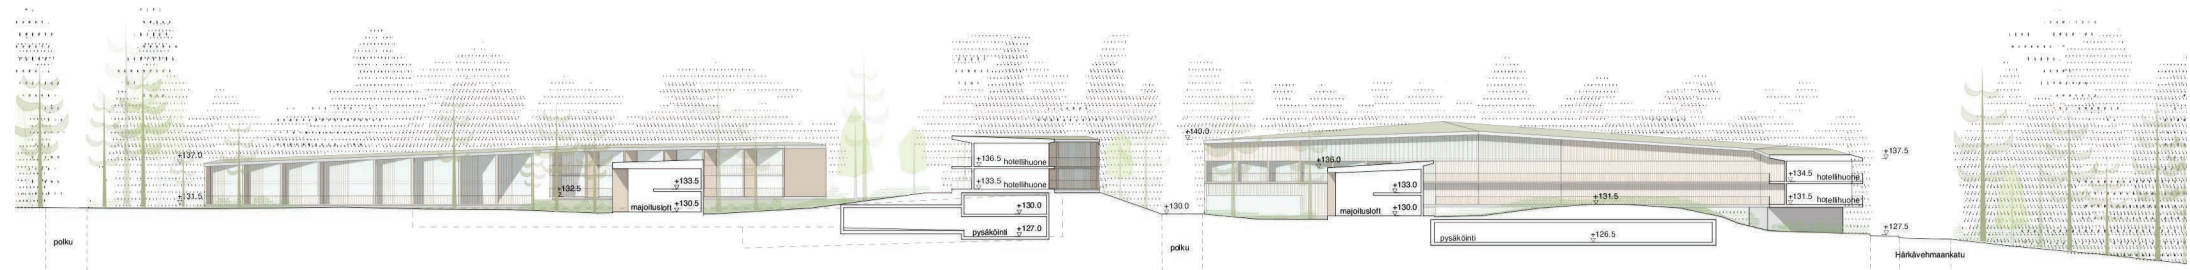 +137.0
+131.5
polku
+132.5
+133.5
+130.5
majoitusloft
+136.5 hotellihuone
+133.5 hotellihuone
+130.0
pysäköinti +127.0
+130.0
polku
+140.0
+136.0
+133.0
majoitusloft +130.0
+131.5
pysäköinti
+126.5
+137.5
+134.5 hotellihuone
+131.5 hotellihuone
+127.5
Härkävehmaankatu